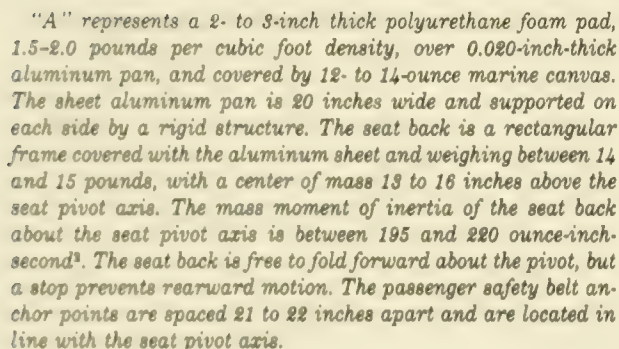 "A" represents a 2- to 3-inch thick polyurethane foam pad,
1.5–2.0 pounds per cubic foot density, over 0.020-inch-thick
aluminum pan, and covered by 12- to 14-ounce marine canvas.
The sheet aluminum pan is 20 inches wide and supported on
each side by a rigid structure. The seat back is a rectangular
frame covered with the aluminum sheet and weighing between 14
and 15 pounds, with a center of mass 13 to 16 inches above the
seat pivot axis. The mass moment of inertia of the seat back
about the seat pivot axis is between 195 and 220 ounce-inch-
second². The seat back is free to fold forward about the pivot, but
a stop prevents rearward motion. The passenger safety belt an-
chor points are spaced 21 to 22 inches apart and are located in
line with the seat pivot axis.